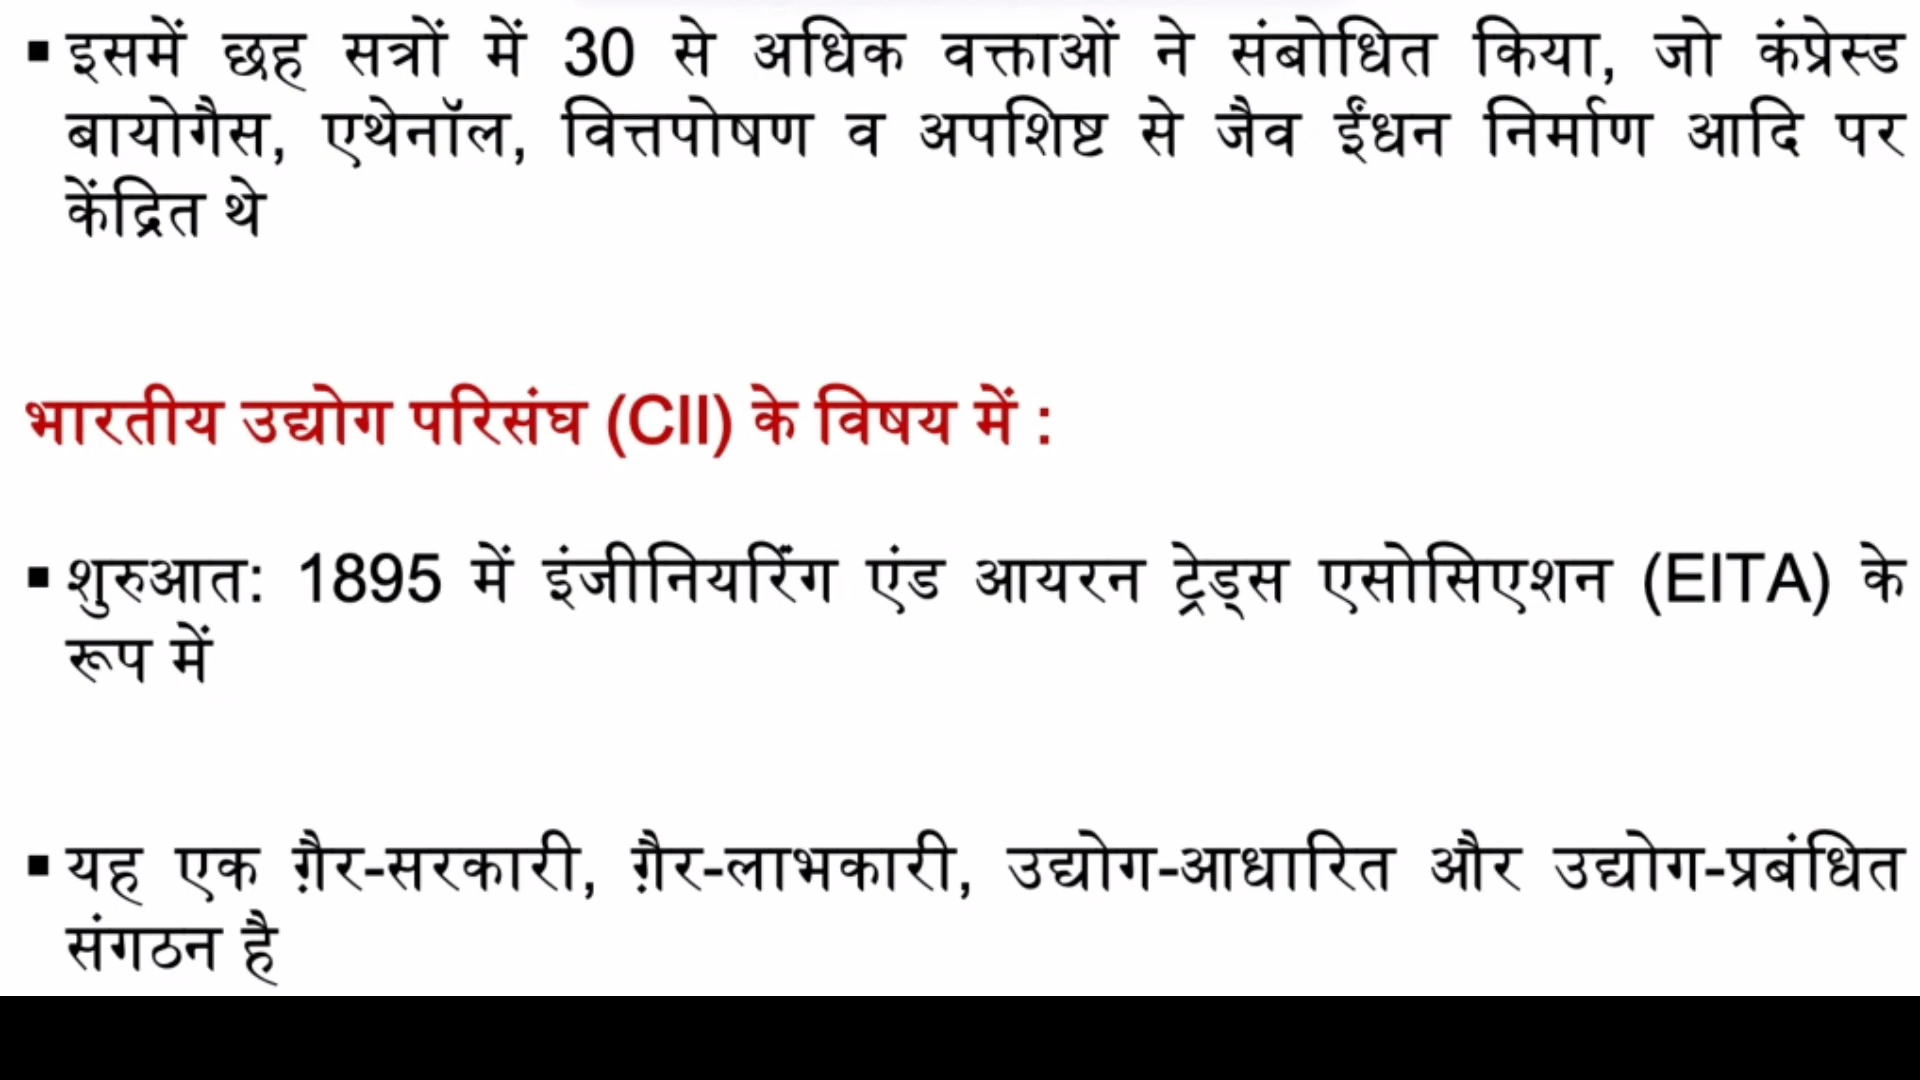 ▪ इसमें छह सत्रों में 30 से अधिक वक्ताओं ने संबोधित किया, जो कंप्रेस्ड
बायोगैस, एथेनॉल, वित्तपोषण व अपशिष्ट से जैव ईंधन निर्माण आदि पर
केंद्रित थे
भारतीय उद्योग परिसंघ (CII) के विषय में :
▪ शुरुआत: 1895 में इंजीनियरिंग एंड आयरन ट्रेड्स एसोसिएशन (EITA) के
रूप में
▪ यह एक ग़ैर-सरकारी, ग़ैर-लाभकारी, उद्योग-आधारित और उद्योग-प्रबंधित
संगठन है